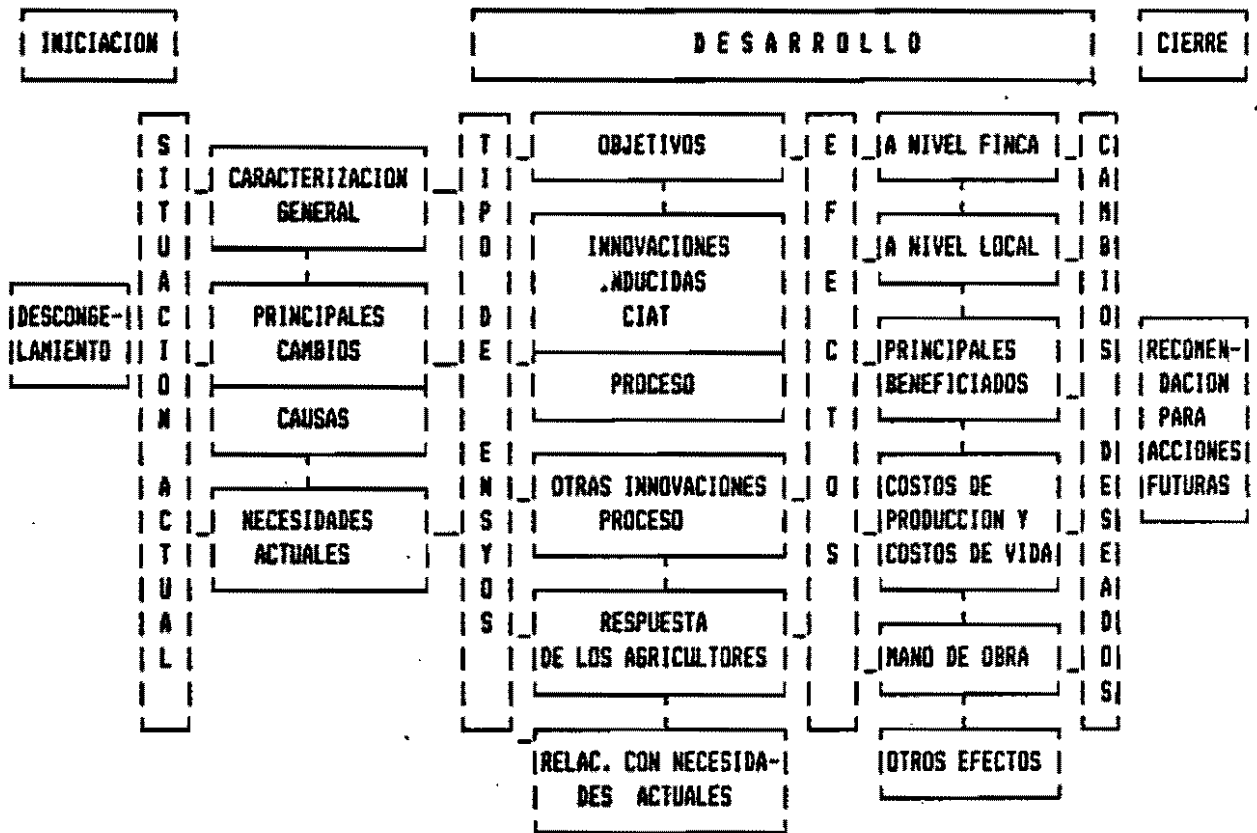 INICIACION
DESARROLLO
CIERRE
DESCONGE-
LAMIENTO
SITUACION ACTUAL
CARACTERIZACION
GENERAL
PRINCIPALES
CAMBIOS
CAUSAS
NECESIDADES
ACTUALES
TIPO DE ENSYOS
OBJETIVOS
INNOVACIONES
.NDUCIDAS
CIAT
PROCESO
OTRAS INNOVACIONES
PROCESO
RESPUESTA
DE LOS AGRICULTORES
RELAC. CON NECESIDA-
DES ACTUALES
EFECTOS
A NIVEL FINCA
A NIVEL LOCAL
PRINCIPALES
BENEFICIADOS
COSTOS DE
PRODUCCION Y
COSTOS DE VIDA
MANO DE OBRA
OTROS EFECTOS
CAMBIOS DESEADOS
RECOMEN-
DACION
PARA
ACCIONES
FUTURAS